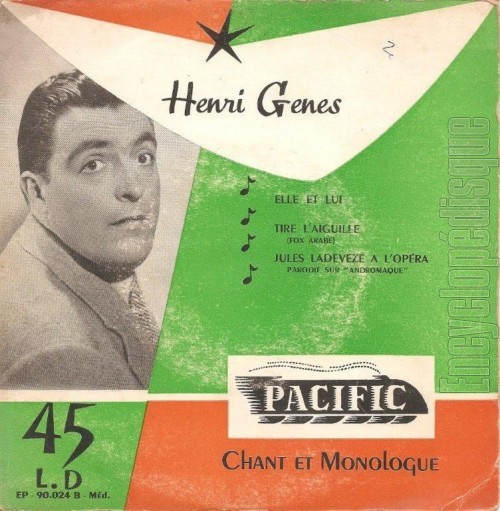 Henri Genes
ELLE ET LUI
TIRE L'AIGUILLE
(FOX ARABE)
JULES LADEVEZE A L'OPÉRA
PARODIE SUR "ANDROMAQUE"
PACIFIC
CHANT ET MONOLOGUE
45
L.D
EP - 90.024 B - Méd.
Encyclopédisque
2